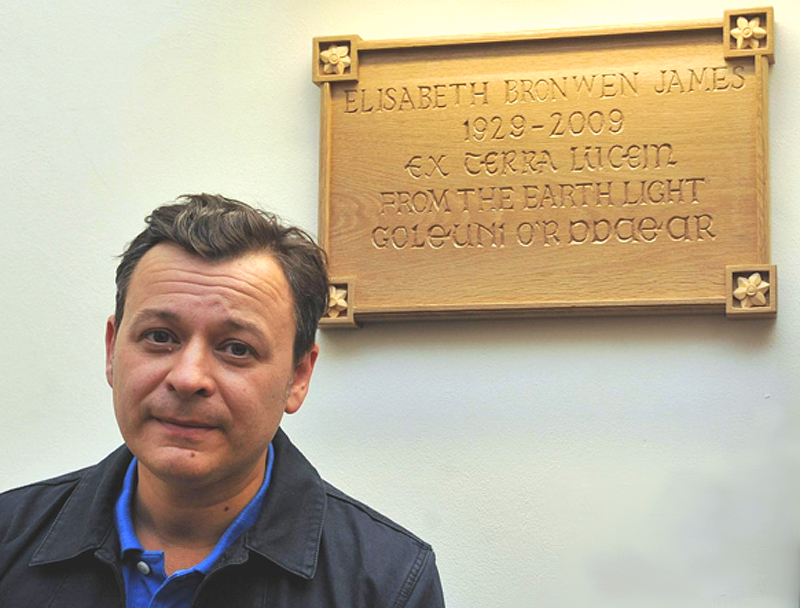 ELISABETH BRONWEN JAMES
1929-2009
EX TERRA LUCEM
FROM THE EARTH LIGHT
GOLEUNI O'R DDAEAR